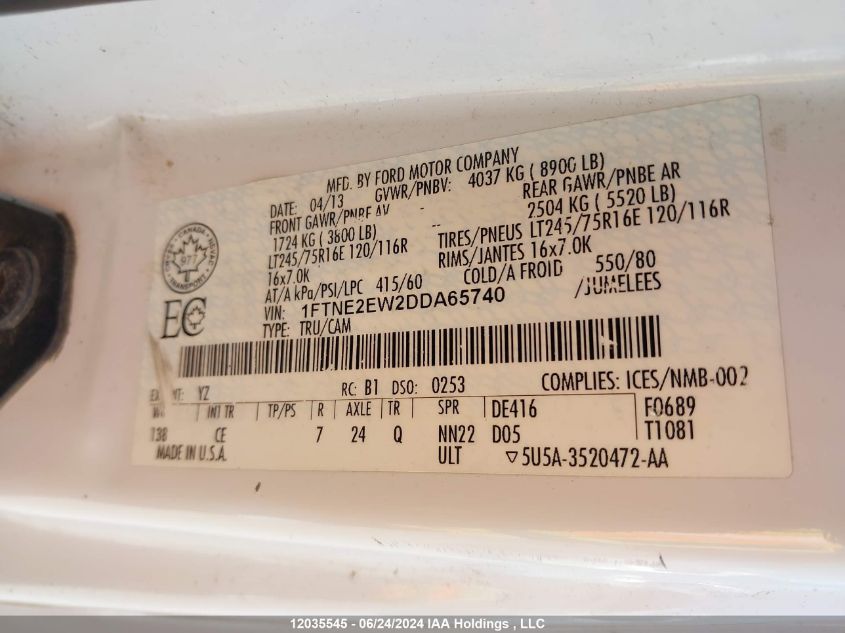 MFD. BY FORD MOTOR COMPANY
DATE: 04/13 GVWR/PNBV: 4037 KG ( 8900 LB)
FRONT GAWR/PNBE AV REAR GAWR/PNBE AR
1724 KG ( 3800 LB) 2504 KG ( 5520 LB)
LT245/75R16E 120/116R TIRES/PNEUS LT245/75R16E 120/116R
16x7.0K RIMS/JANTES 16x7.0K
AT/A kPa/PSI/LPC 415/60 COLD/A FROID 550/80
VIN: 1FTNE2EW2DDA65740 /JUMELEES
TYPE: TRU/CAM
CANADA
TRANSPORT
EC
YZ RC: B1 DSO: 0253 COMPLIES: ICES/NMB-002
INT TR TP/PS R AXLE TR SPR DE416 F0689
138 CE 7 24 Q NN22 D05 T1081
MADE IN U.S.A. ULT ▽5U5A-3520472-AA
12035545 - 06/24/2024 IAA Holdings , LLC